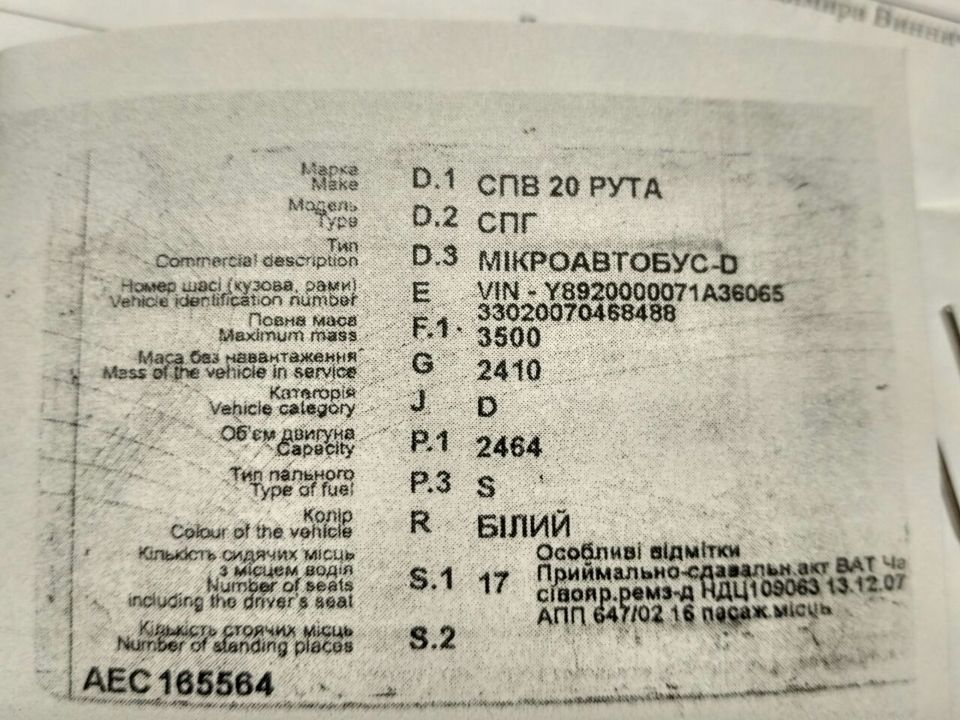 Марка D.1 СПВ 20 РУТА
Make
Модель D.2 СПГ
Type
Тип D.3 МІКРОАВТОБУС-D
Commercial description
Номер шасі (кузова, рами) E VIN - Y8920000071A36065
Vehicle identification number 33020070468488
Повна маса F.1 3500
Maximum mass
Маса без навантаження G 2410
Mass of the vehicle in service
Категорія J D
Vehicle category
Об'єм двигуна P.1 2464
Capacity
Тип пального P.3 S
Type of fuel
Колір R БІЛИЙ
Colour of the vehicle
Кількість сидячих місць
з місцем водія
Number of seats
including the driver's seat
S.1 17
Особливі відмітки
Приймально-сдавальн.акт ВАТ Ча
сівояр.ремз-д НДЦ109063 13.12.07
АПП 647/02 16 пасаж.місць
Кількість стоячих місць S.2
Number of standing places
АЕС 165564